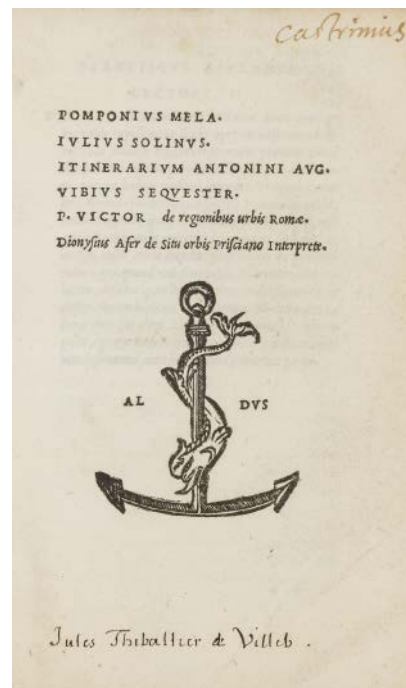 castrimius
POMPONIVS MELA.
IVLIVS SOLINVS.
ITINERARIVM ANTONINI AVG.
VIBIVS SEQVESTER.
P. VICTOR de regionibus urbis Romæ.
Dionysius Afer de Situ orbis Prisciano Interprete.
AL DVS
Jules Thiballier de Villeb.